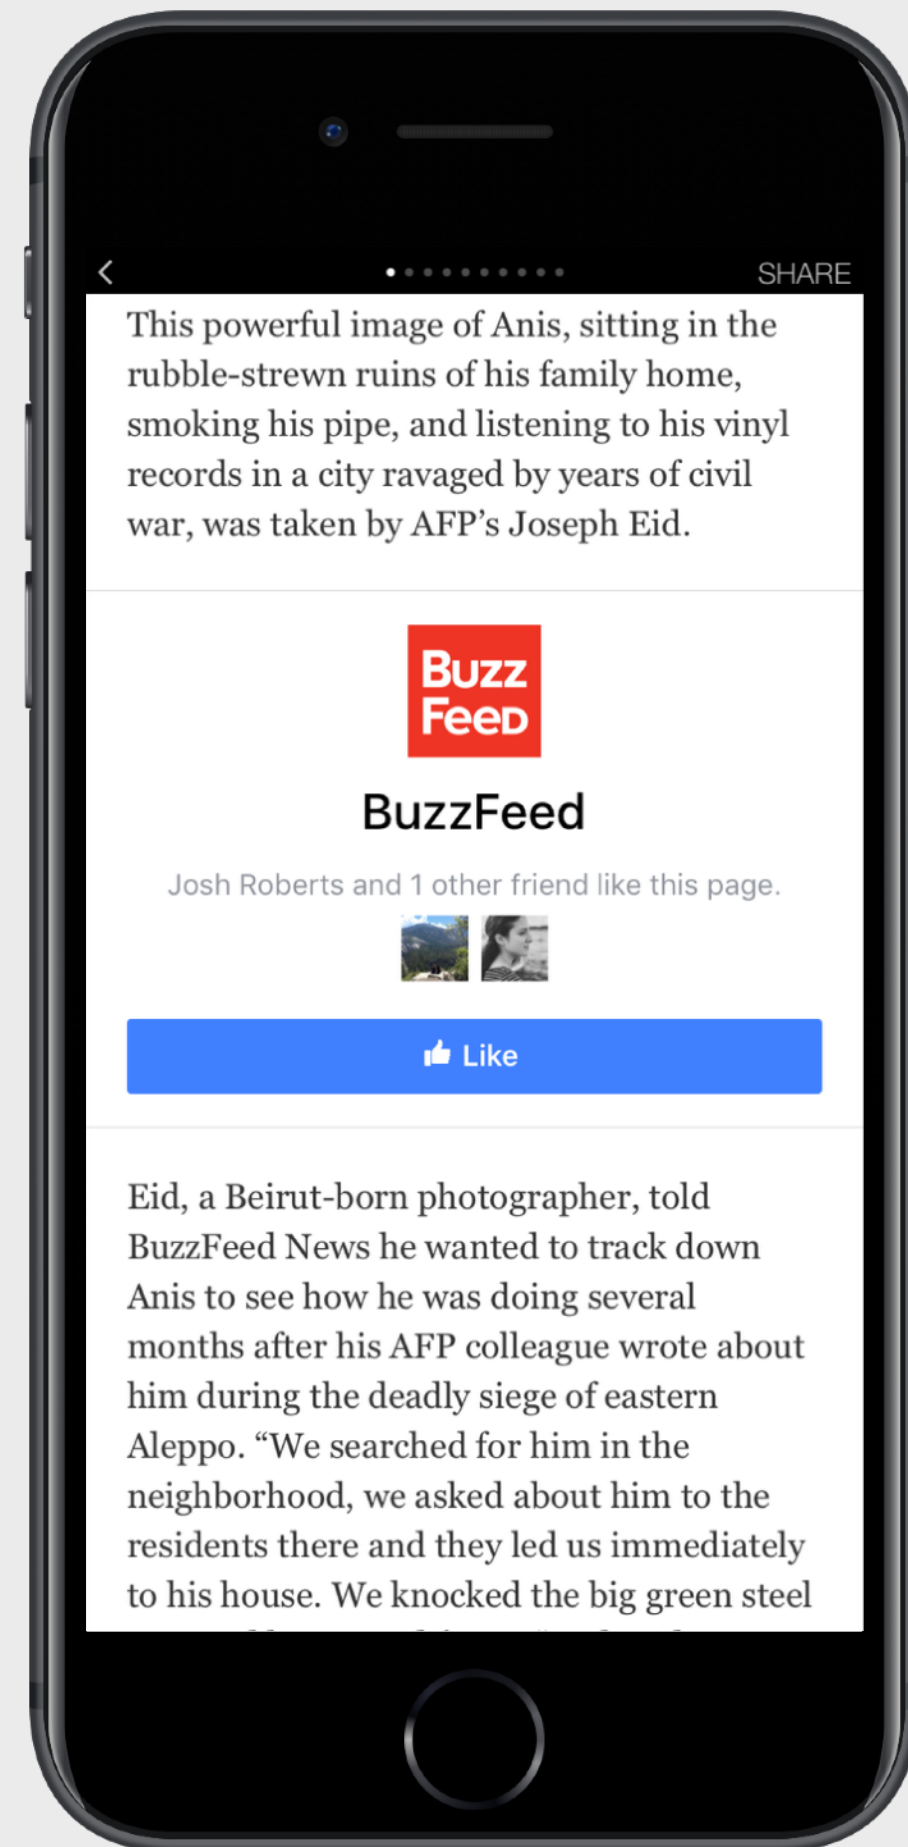 SHARE
This powerful image of Anis, sitting in the
rubble-strewn ruins of his family home,
smoking his pipe, and listening to his vinyl
records in a city ravaged by years of civil
war, was taken by AFP’s Joseph Eid.
Buzz
Feed
BuzzFeed
Josh Roberts and 1 other friend like this page.
Like
Eid, a Beirut-born photographer, told
BuzzFeed News he wanted to track down
Anis to see how he was doing several
months after his AFP colleague wrote about
him during the deadly siege of eastern
Aleppo. “We searched for him in the
neighborhood, we asked about him to the
residents there and they led us immediately
to his house. We knocked the big green steel